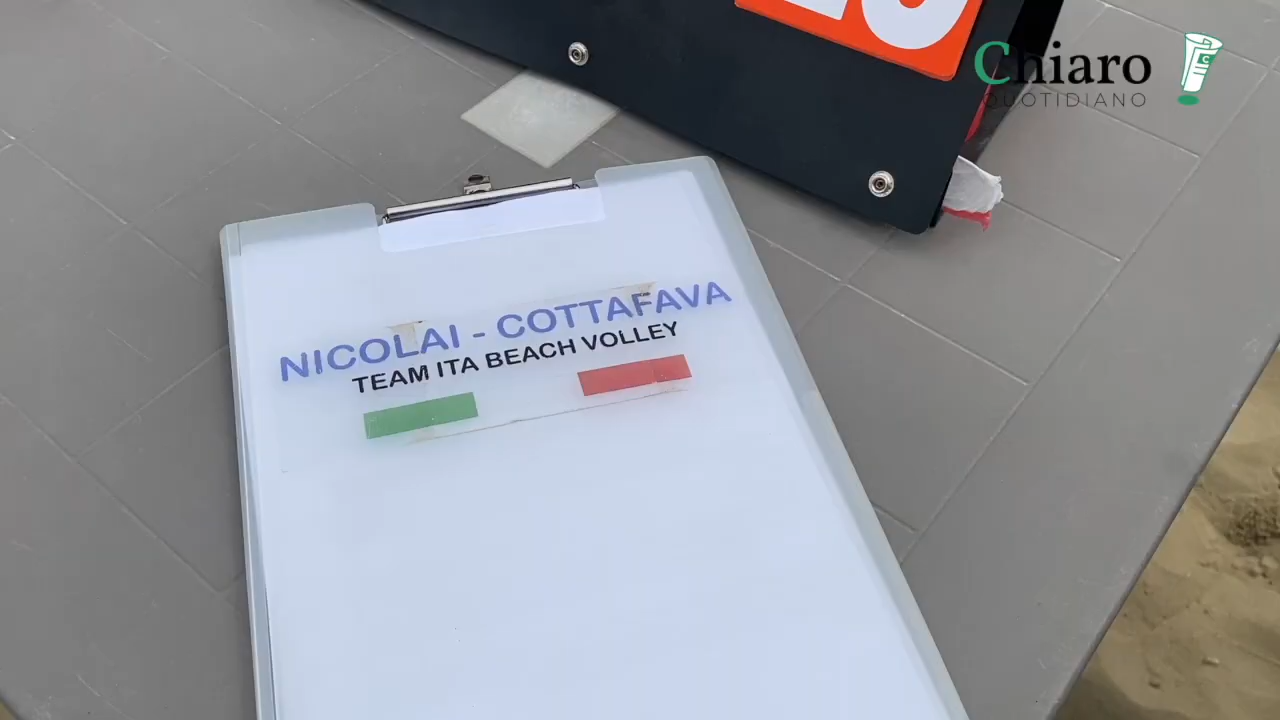 Chiaro
QUOTIDIANO
NICOLAI - COTTAFAVA
TEAM ITA BEACH VOLLEY